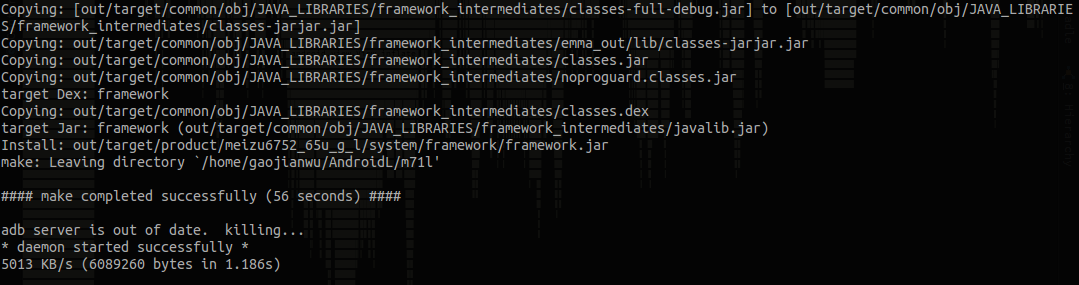 Copying: [out/target/common/obj/JAVA_LIBRARIES/framework_intermediates/classes-full-debug.jar] to [out/target/common/obj/JAVA_LIBRARIE
S/framework_intermediates/classes-jarjar.jar]
Copying: out/target/common/obj/JAVA_LIBRARIES/framework_intermediates/emma_out/lib/classes-jarjar.jar
Copying: out/target/common/obj/JAVA_LIBRARIES/framework_intermediates/classes.jar
Copying: out/target/common/obj/JAVA_LIBRARIES/framework_intermediates/noproguard.classes.jar
target Dex: framework
Copying: out/target/common/obj/JAVA_LIBRARIES/framework_intermediates/classes.dex
target Jar: framework (out/target/common/obj/JAVA_LIBRARIES/framework_intermediates/javalib.jar)
Install: out/target/product/meizu6752_65u_g_l/system/framework/framework.jar
make: Leaving directory `/home/gaojianwu/AndroidL/m71l'
#### make completed successfully (56 seconds) ####
adb server is out of date.  killing...
* daemon started successfully *
5013 KB/s (6089260 bytes in 1.186s)